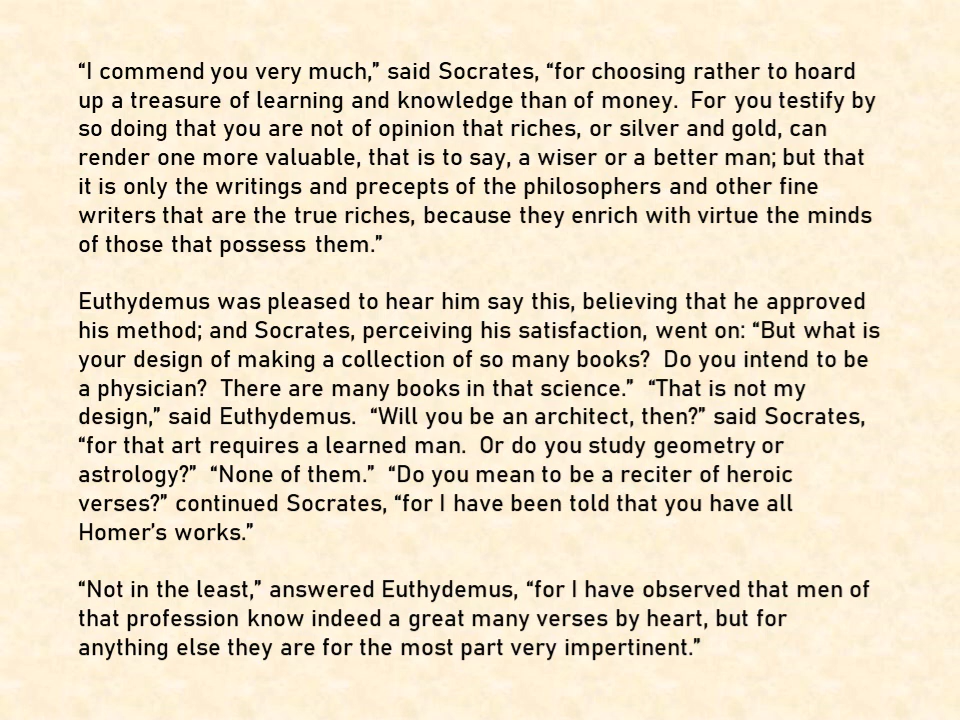 “I commend you very much,” said Socrates, “for choosing rather to hoard
up a treasure of learning and knowledge than of money.  For you testify by
so doing that you are not of opinion that riches, or silver and gold, can
render one more valuable, that is to say, a wiser or a better man; but that
it is only the writings and precepts of the philosophers and other fine
writers that are the true riches, because they enrich with virtue the minds
of those that possess them.”

Euthydemus was pleased to hear him say this, believing that he approved
his method; and Socrates, perceiving his satisfaction, went on: “But what is
your design of making a collection of so many books?  Do you intend to be
a physician?  There are many books in that science.”  “That is not my
design,” said Euthydemus.  “Will you be an architect, then?” said Socrates,
“for that art requires a learned man.  Or do you study geometry or
astrology?”  “None of them.”  “Do you mean to be a reciter of heroic
verses?” continued Socrates, “for I have been told that you have all
Homer’s works.”

“Not in the least,” answered Euthydemus, “for I have observed that men of
that profession know indeed a great many verses by heart, but for
anything else they are for the most part very impertinent.”